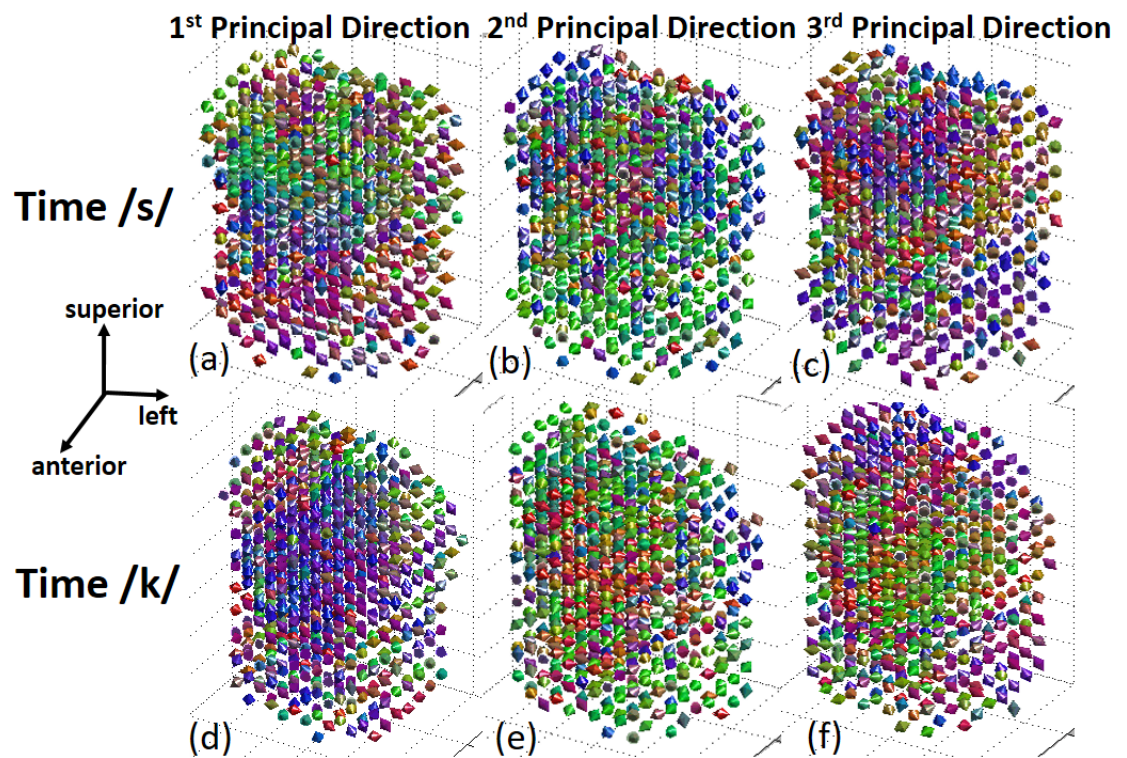 1st Principal Direction
2nd Principal Direction
3rd Principal Direction
Time /s/
superior
left
anterior
(a)
(b)
(c)
Time /k/
(d)
(e)
(f)